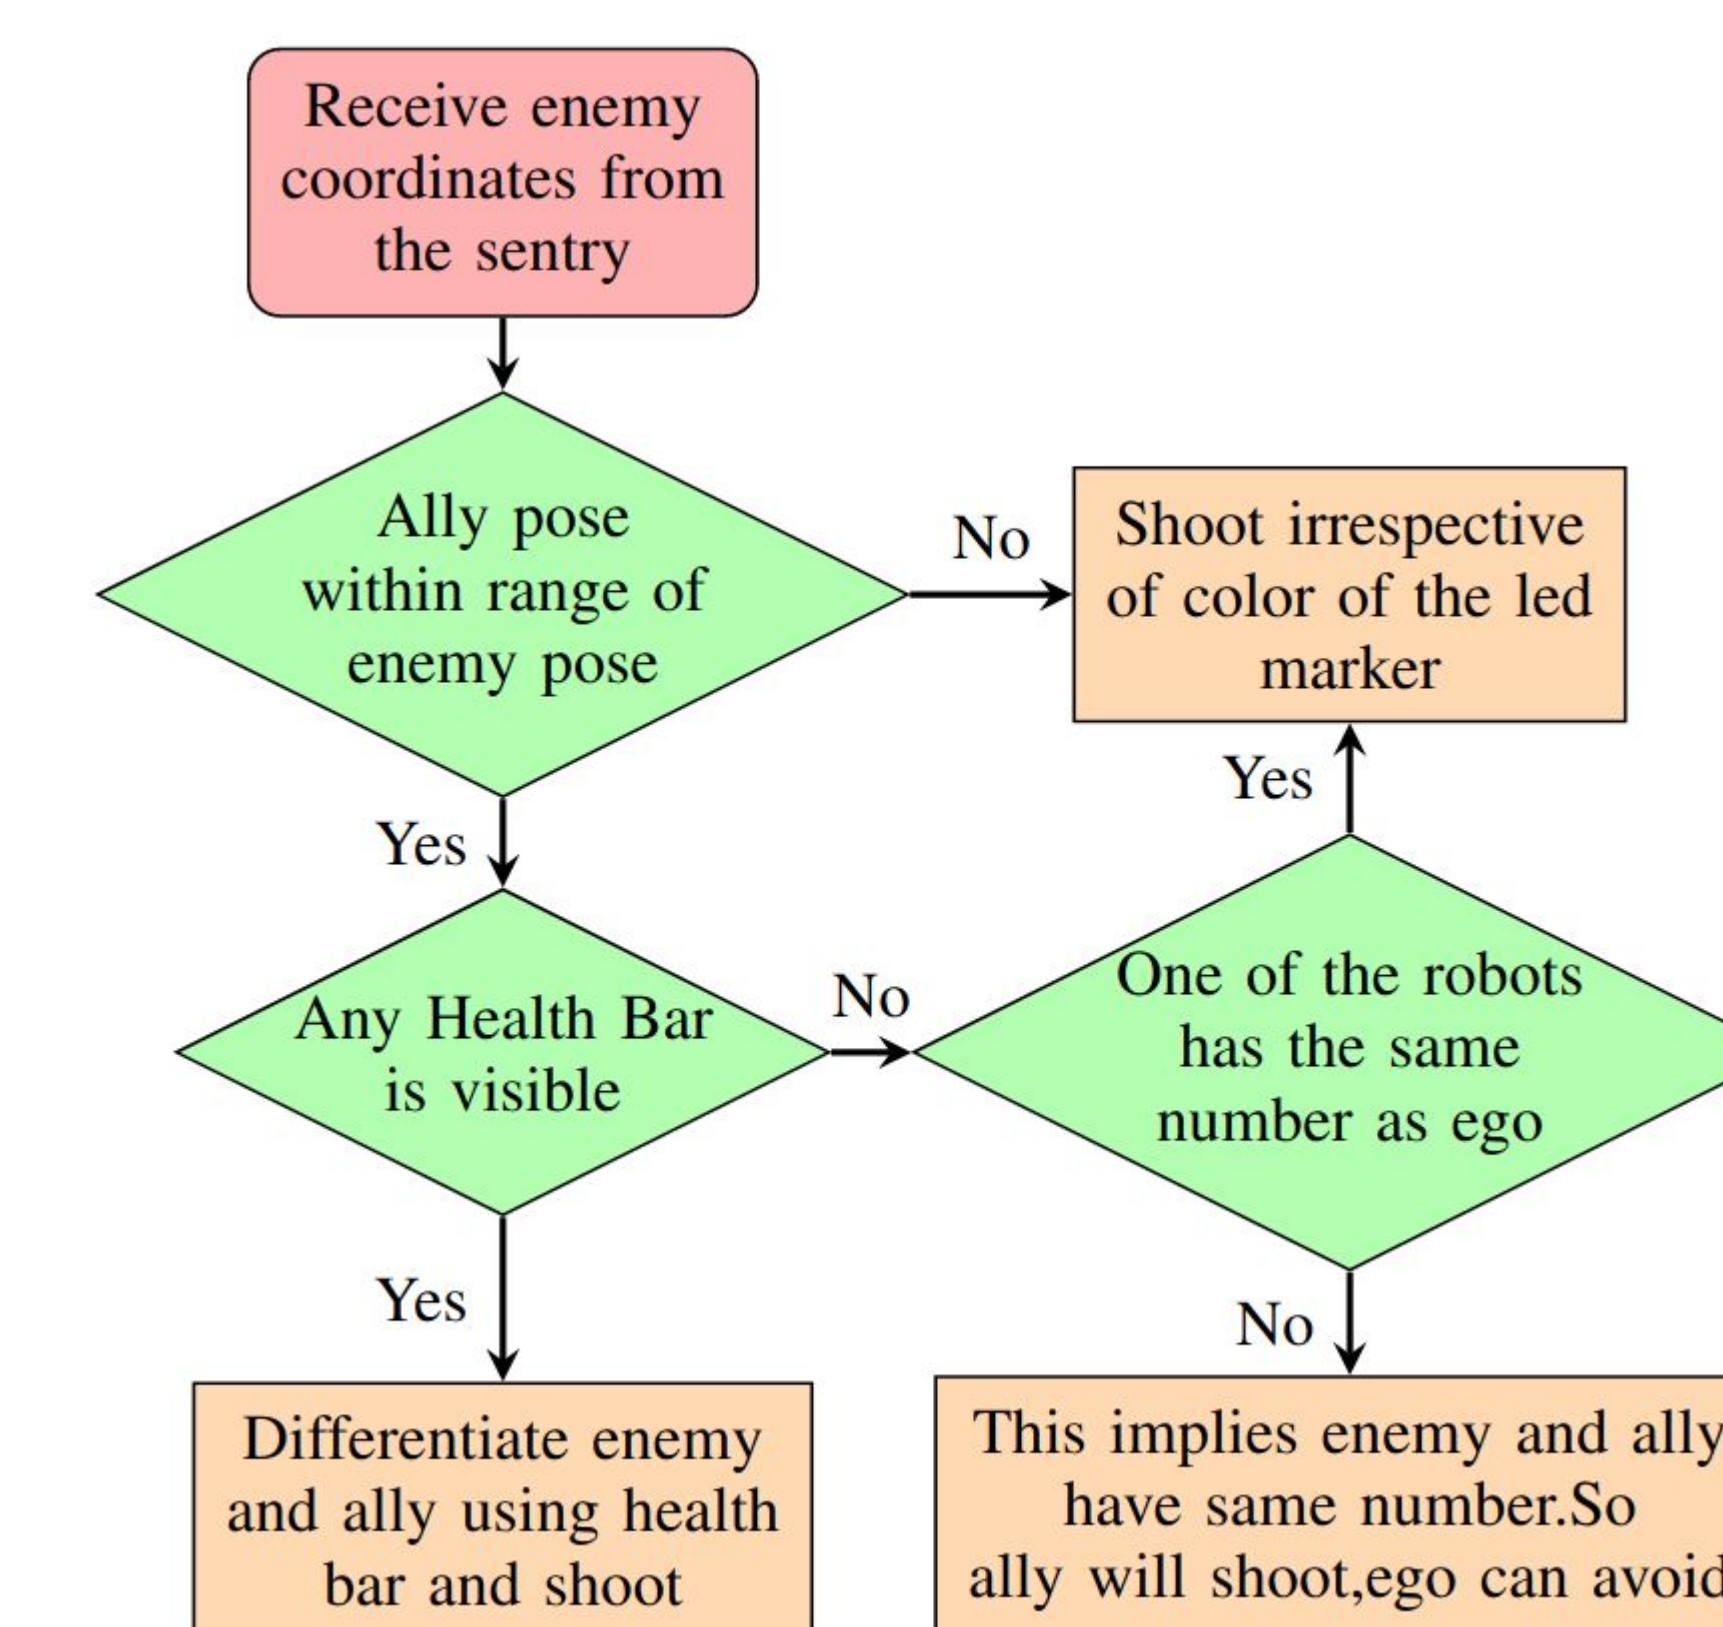 Receive enemy
coordinates from
the sentry
Ally pose
within range of
enemy pose
No
Shoot irrespective
of color of the led
marker
Yes
Yes
Any Health Bar
is visible
No
One of the robots
has the same
number as ego
Yes
No
Differentiate enemy
and ally using health
bar and shoot
This implies enemy and ally
have same number.So
ally will shoot,ego can avoid